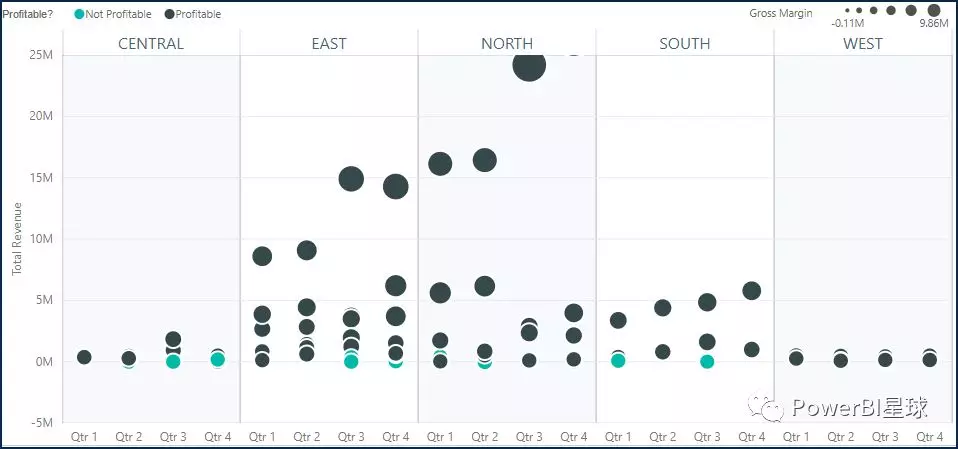 Profitable? Not Profitable Profitable Gross Margin
-0.11M 9.86M
CENTRAL EAST NORTH SOUTH WEST
25M
20M
15M
10M
5M
0M
-5M
Total Revenue
Qtr 1 Qtr 2 Qtr 3 Qtr 4 Qtr 1 Qtr 2 Qtr 3 Qtr 4 Qtr 1 Qtr 2 Qtr 3 Qtr 4 Qtr 1 Qtr 2 Qtr 3 Qtr 4 Qtr 1 Qtr 2 Qtr 3 Qtr 4
PowerBI星球